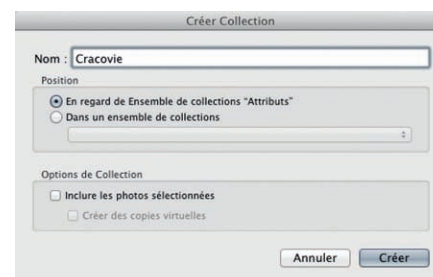 Créer Collection
Nom : Cracovie
Position
En regard de Ensemble de collections "Attributs"
Dans un ensemble de collections
Options de Collection
Inclure les photos sélectionnées
Créer des copies virtuelles
Annuler Créer